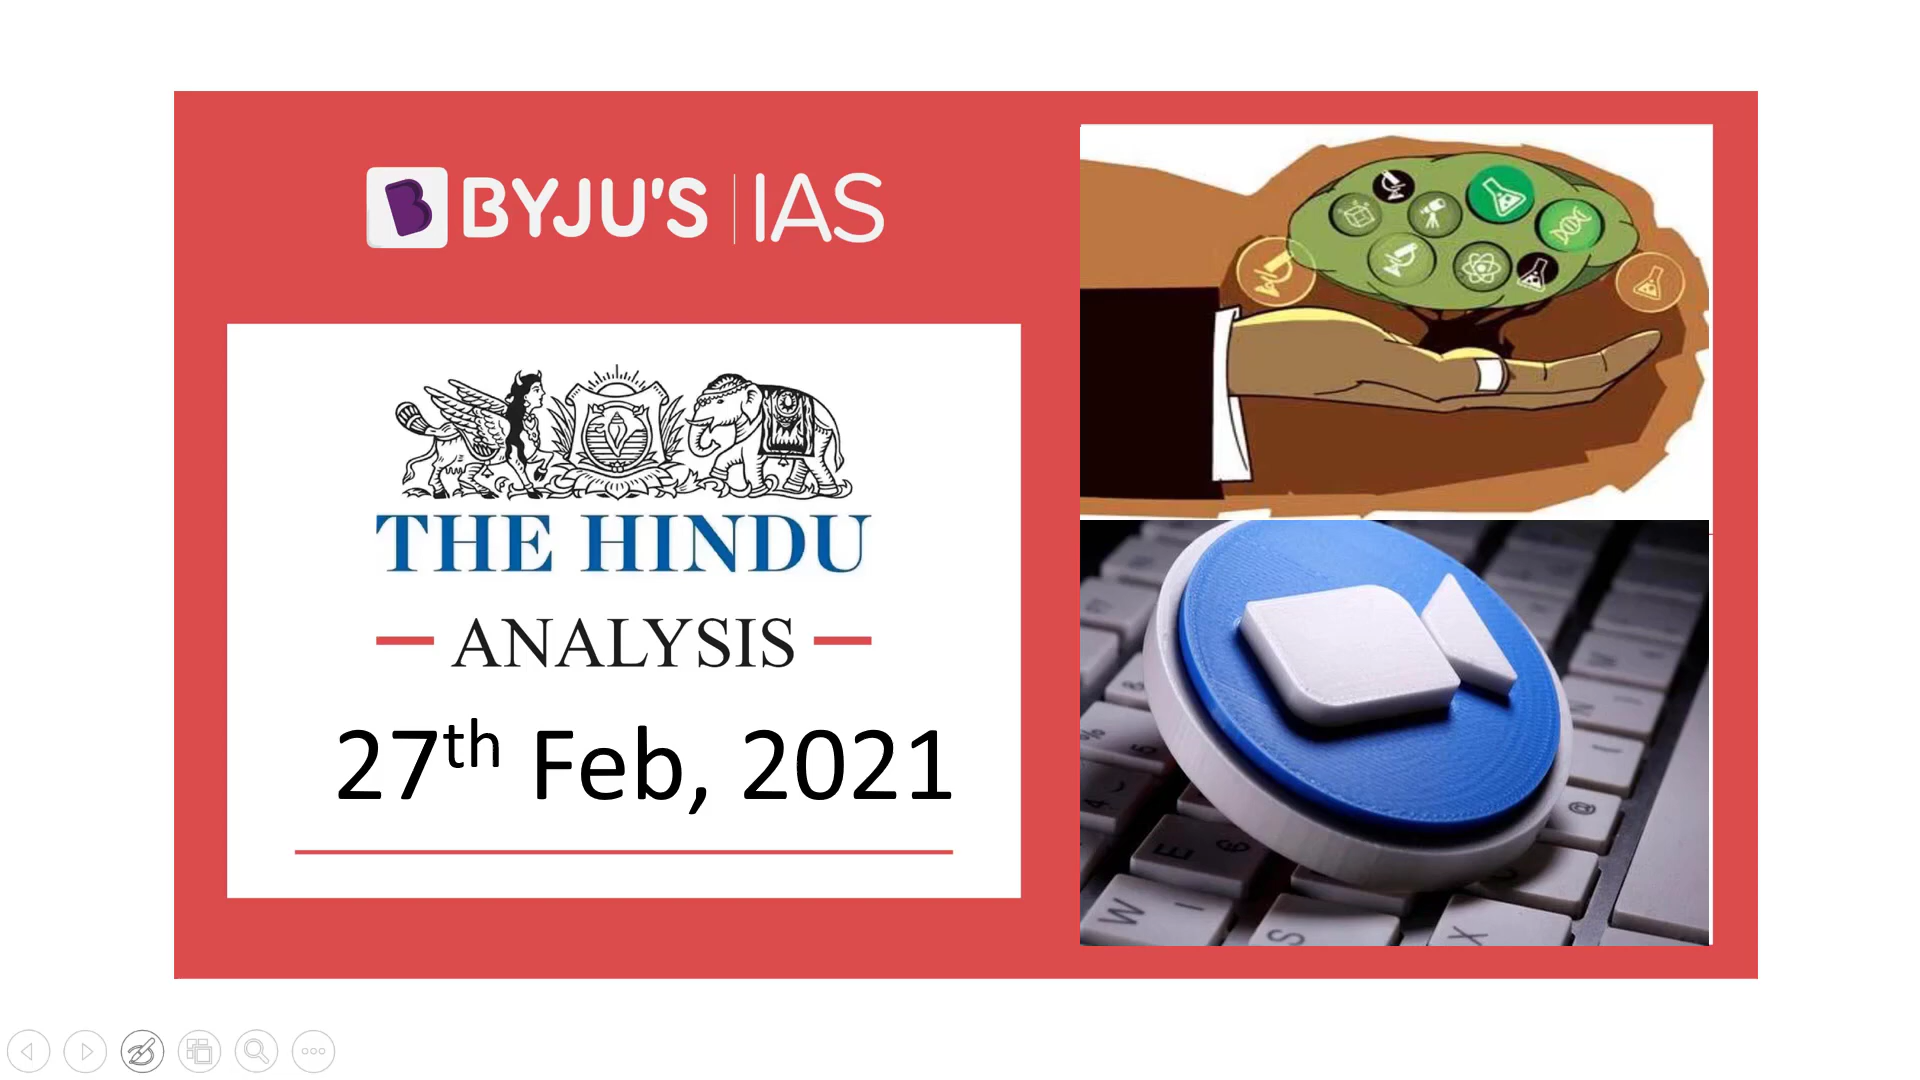 BYJU'S | IAS
THE HINDU
ANALYSIS
27th Feb, 2021
E €
W
S
X
@